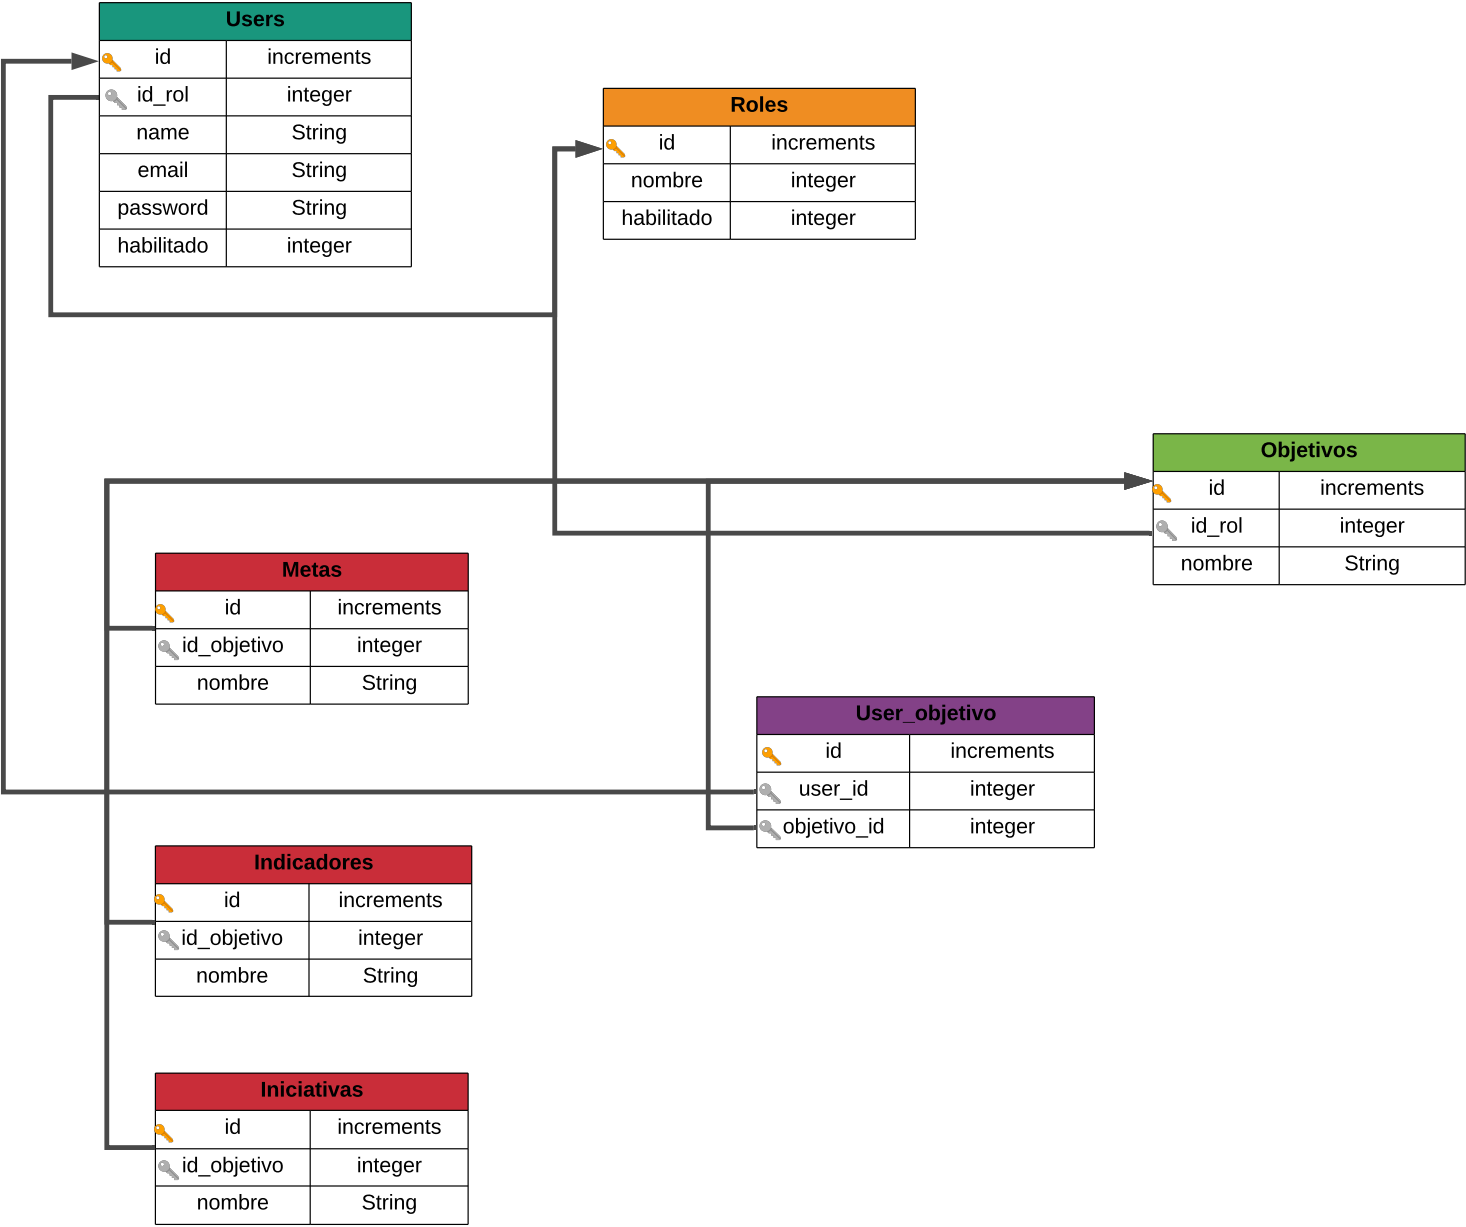 Users
id increments
id_rol integer
name String
email String
password String
habilitado integer
Roles
id increments
nombre integer
habilitado integer
Objetivos
id increments
id_rol integer
nombre String
Metas
id increments
id_objetivo integer
nombre String
User_objetivo
id increments
user_id integer
objetivo_id integer
Indicadores
id increments
id_objetivo integer
nombre String
Iniciativas
id increments
id_objetivo integer
nombre String